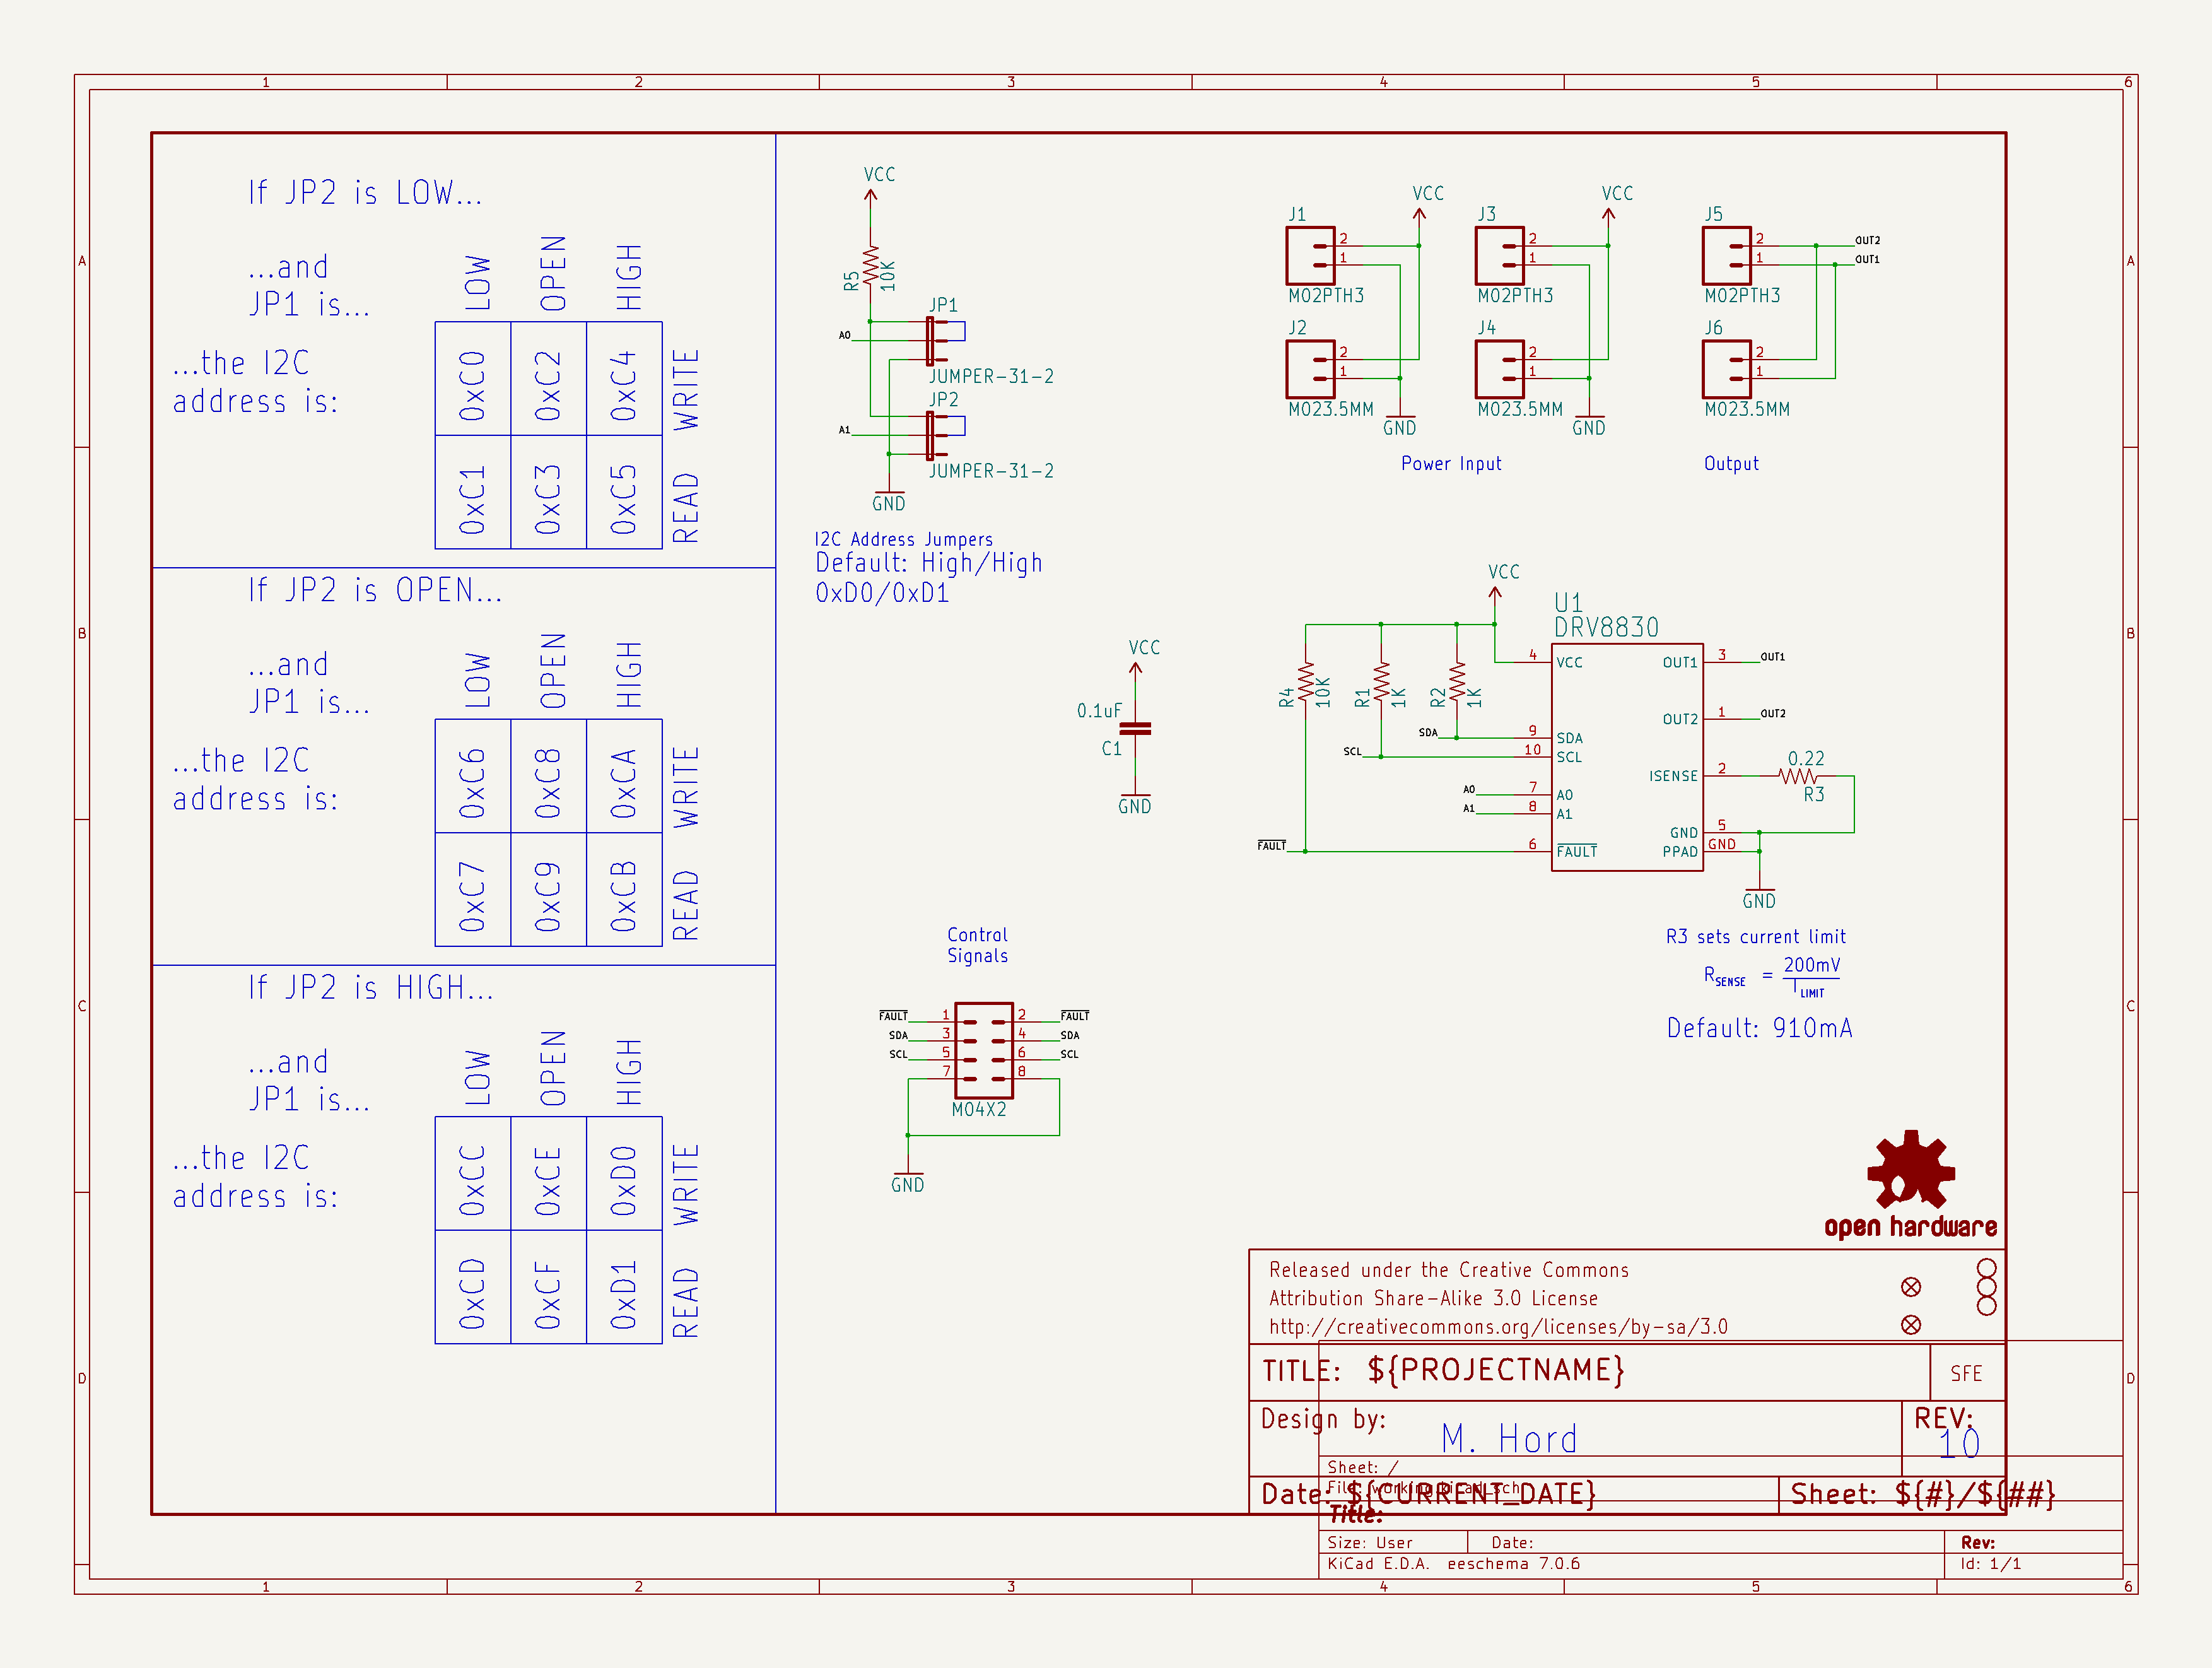 1 2 3 4 5 6
A
B
C
D
A
B
C
D
If JP2 is LOW...
...and
JP1 is...
LOW
OPEN
HIGH
...the I2C
address is:
0xC0
0xC2
0xC4
WRITE
0xC1
0xC3
0xC5
READ
If JP2 is OPEN...
...and
JP1 is...
LOW
OPEN
HIGH
...the I2C
address is:
0xC6
0xC8
0xCA
WRITE
0xC7
0xC9
0xCB
READ
If JP2 is HIGH...
...and
JP1 is...
LOW
OPEN
HIGH
...the I2C
address is:
0xCC
0xCE
0xD0
WRITE
0xCD
0xCF
0xD1
READ
VCC
R5
10K
JP1
A0
JUMPER-31-2
JP2
A1
JUMPER-31-2
GND
I2C Address Jumpers
Default: High/High
0xD0/0xD1
VCC
J1
2
1
M02PTH3
J2
2
1
M023.5MM
GND
VCC
J3
2
1
M02PTH3
J4
2
1
M023.5MM
GND
Power Input
J5
2
1
OUT2
OUT1
M02PTH3
J6
2
1
M023.5MM
Output
VCC
0.1uF
C1
GND
VCC
U1
DRV8830
R4
10K
R1
1K
R2
1K
SDA
SCL
A0
A1
FAULT
4 VCC
9 SDA
10 SCL
7 A0
8 A1
6 FAULT
OUT1 3 OUT1
OUT2 1 OUT2
ISENSE 2
0.22
R3
GND 5
PPAD GND
GND
R3 sets current limit
RSENSE = 200mV
ILIMIT
Default: 910mA
Control
Signals
FAULT 1 2 FAULT
SDA 3 4 SDA
SCL 5 6 SCL
7 8
M04X2
GND
open hardware
Released under the Creative Commons
Attribution Share-Alike 3.0 License
http://creativecommons.org/licenses/by-sa/3.0
TITLE: ${PROJECTNAME}
SFE
Design by:
M. Hord
REV:
10
Date: ${CURRENT_DATE}
Sheet: ${#}/${##}
Sheet: /
File: working.kicad_sch
Title:
Size: User
Date:
Rev:
KiCad E.D.A. eeschema 7.0.6
Id: 1/1
1 2 3 4 5 6